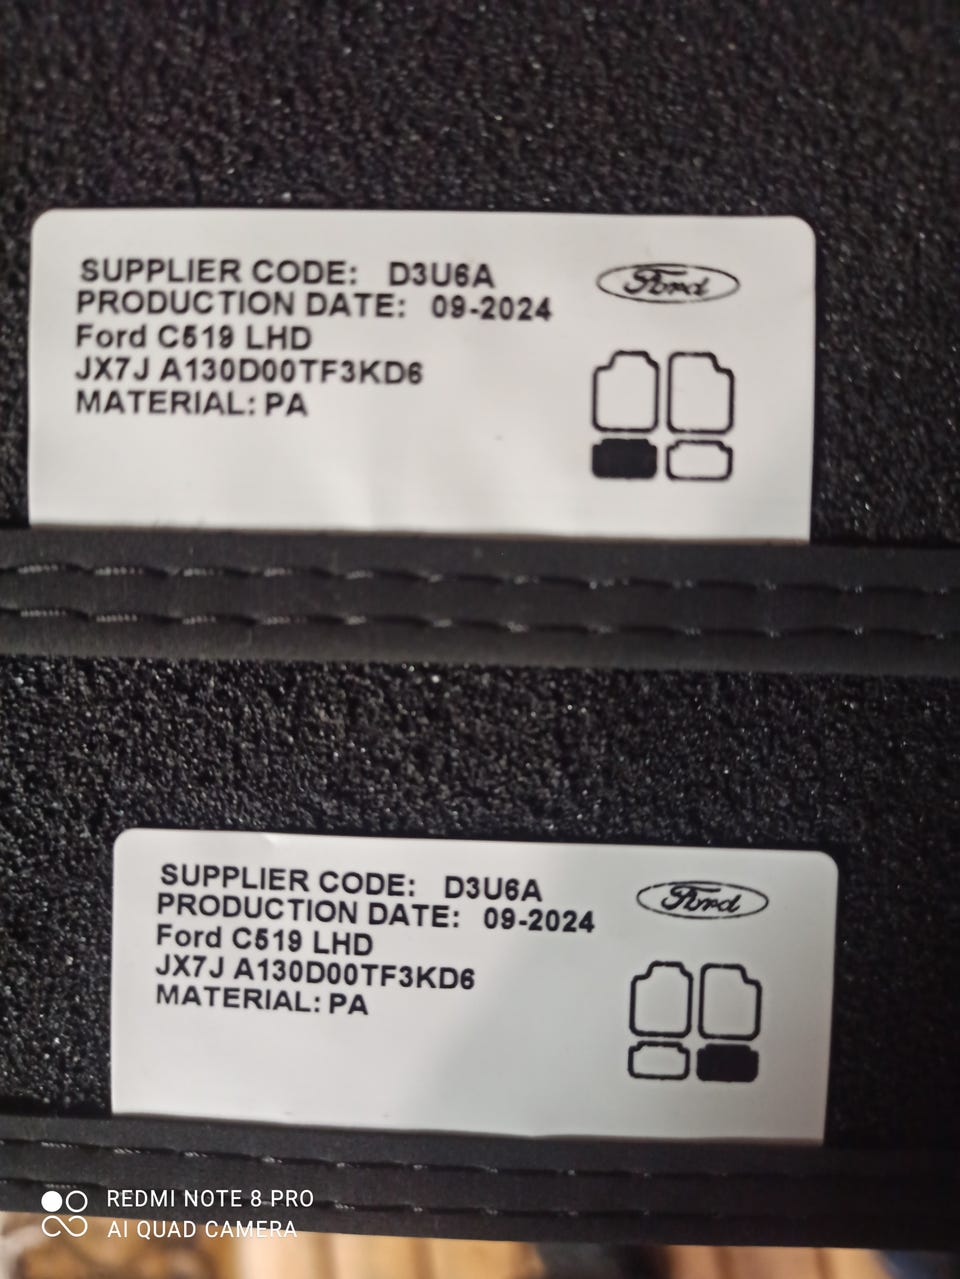 SUPPLIER CODE: D3U6A
PRODUCTION DATE: 09-2024
Ford C519 LHD
JX7J A130D00TF3KD6
MATERIAL: PA
Ford
SUPPLIER CODE: D3U6A
PRODUCTION DATE: 09-2024
Ford C519 LHD
JX7J A130D00TF3KD6
MATERIAL: PA
Ford
REDMI NOTE 8 PRO
AI QUAD CAMERA